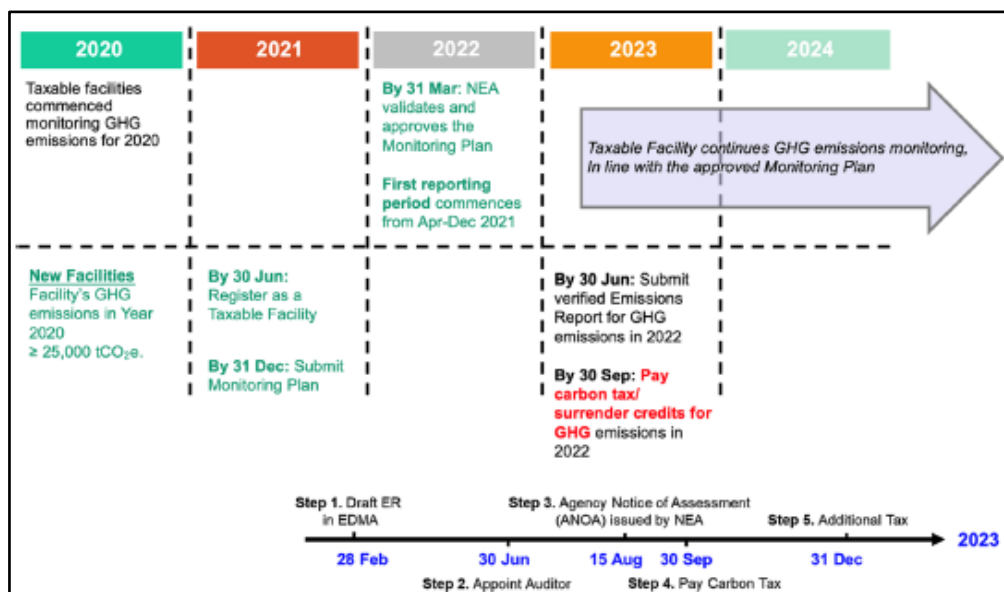 2020
2021
2022
2023
2024
Taxable facilities
commenced
monitoring GHG
emissions for 2020
By 31 Mar: NEA
validates and
approves the
Monitoring Plan
First reporting
period commences
from Apr-Dec 2021
Taxable Facility continues GHG emissions monitoring,
In line with the approved Monitoring Plan
New Facilities
Facility's GHG
emissions in Year
2020
≥ 25,000 tCO₂e.
By 30 Jun:
Register as a
Taxable Facility
By 31 Dec: Submit
Monitoring Plan
By 30 Jun: Submit
verified Emissions
Report for GHG
emissions in 2022
By 30 Sep: Pay
carbon tax/
surrender credits for
GHG emissions in
2022
Step 1. Draft ER
in EDMA
Step 3. Agency Notice of Assessment
(ANOA) issued by NEA
Step 5. Additional Tax
2023
28 Feb
30 Jun
15 Aug
30 Sep
31 Dec
Step 2. Appoint Auditor
Step 4. Pay Carbon Tax